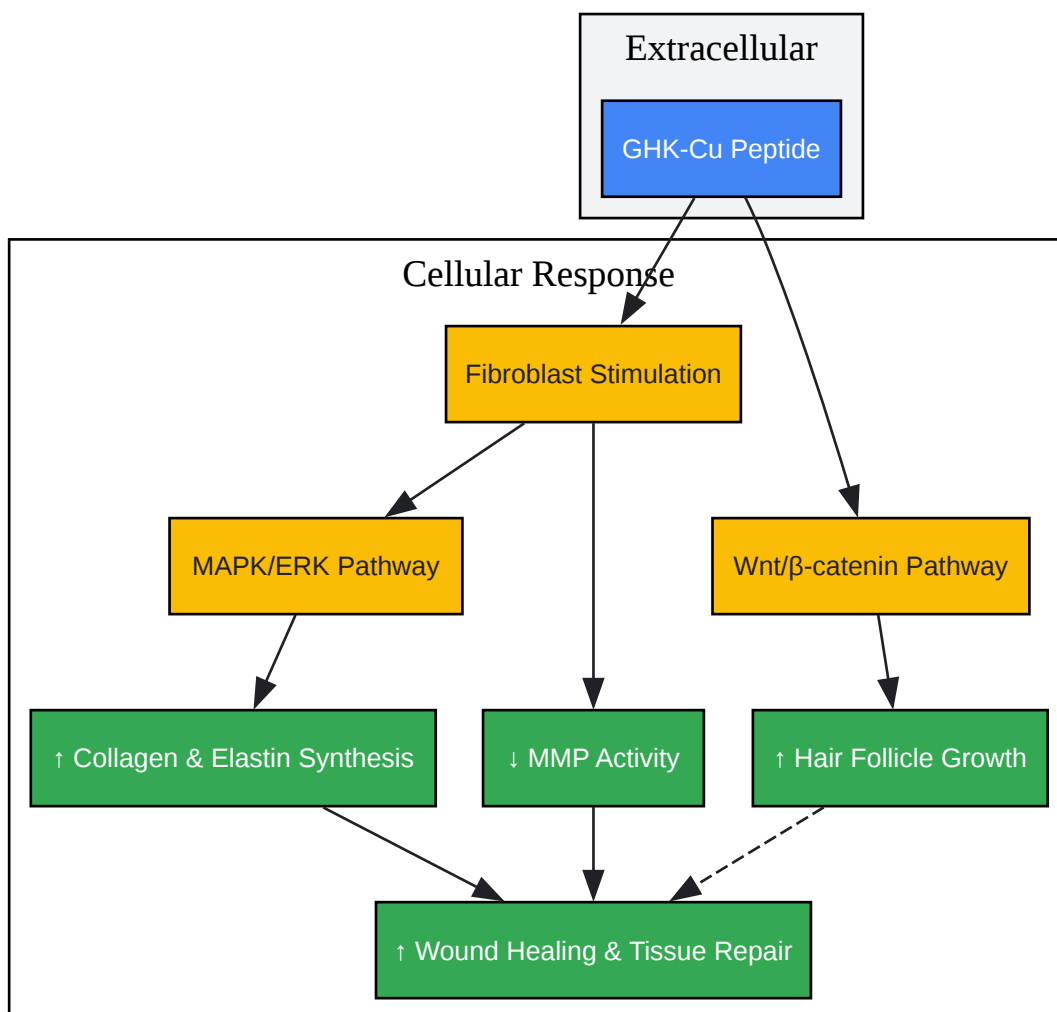 Extracellular
GHK-Cu Peptide
Cellular Response
Fibroblast Stimulation
MAPK/ERK Pathway
Wnt/β-catenin Pathway
↑ Collagen & Elastin Synthesis
↓ MMP Activity
↑ Hair Follicle Growth
↑ Wound Healing & Tissue Repair